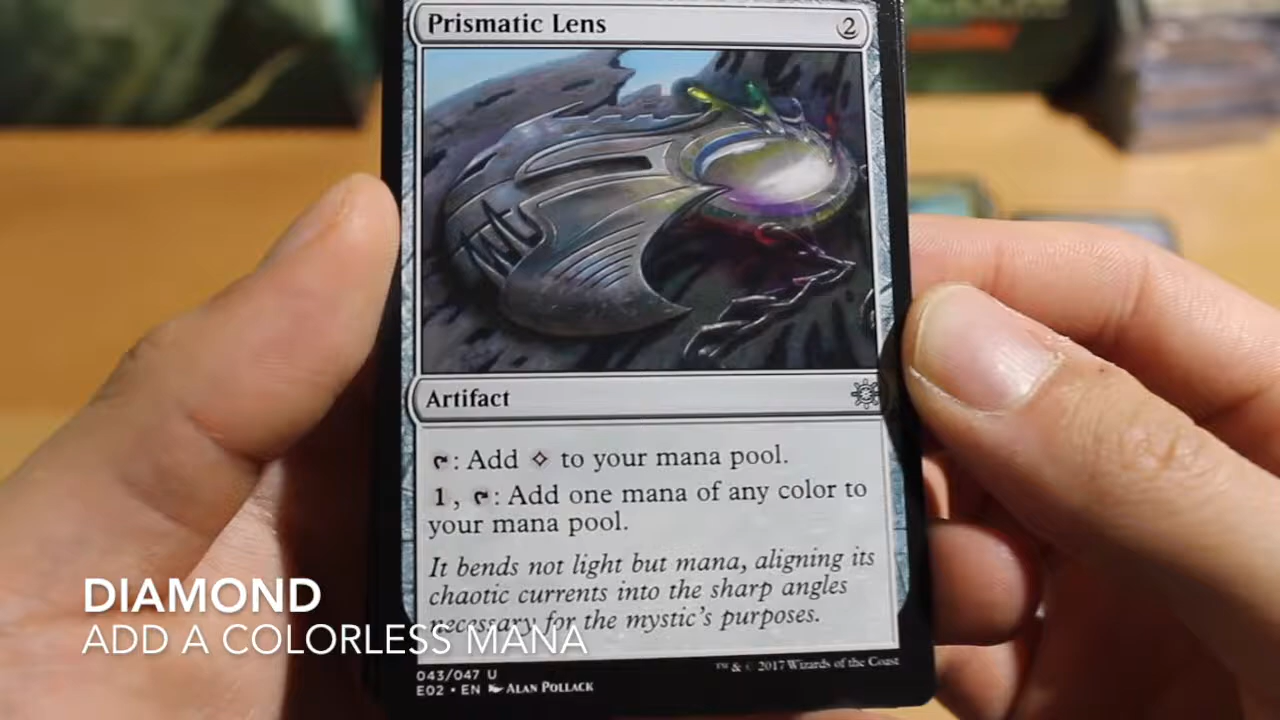 Prismatic Lens 2
Artifact
: Add to your mana pool.
1, : Add one mana of any color to
your mana pool.
It bends not light but mana, aligning its
chaotic currents into the sharp angles
necessary for the mystic's purposes.
DIAMOND
ADD A COLORLESS MANA
043/047 U
™ & © 2017 Wizards of the Coast
E02 • EN ALAN POLLACK